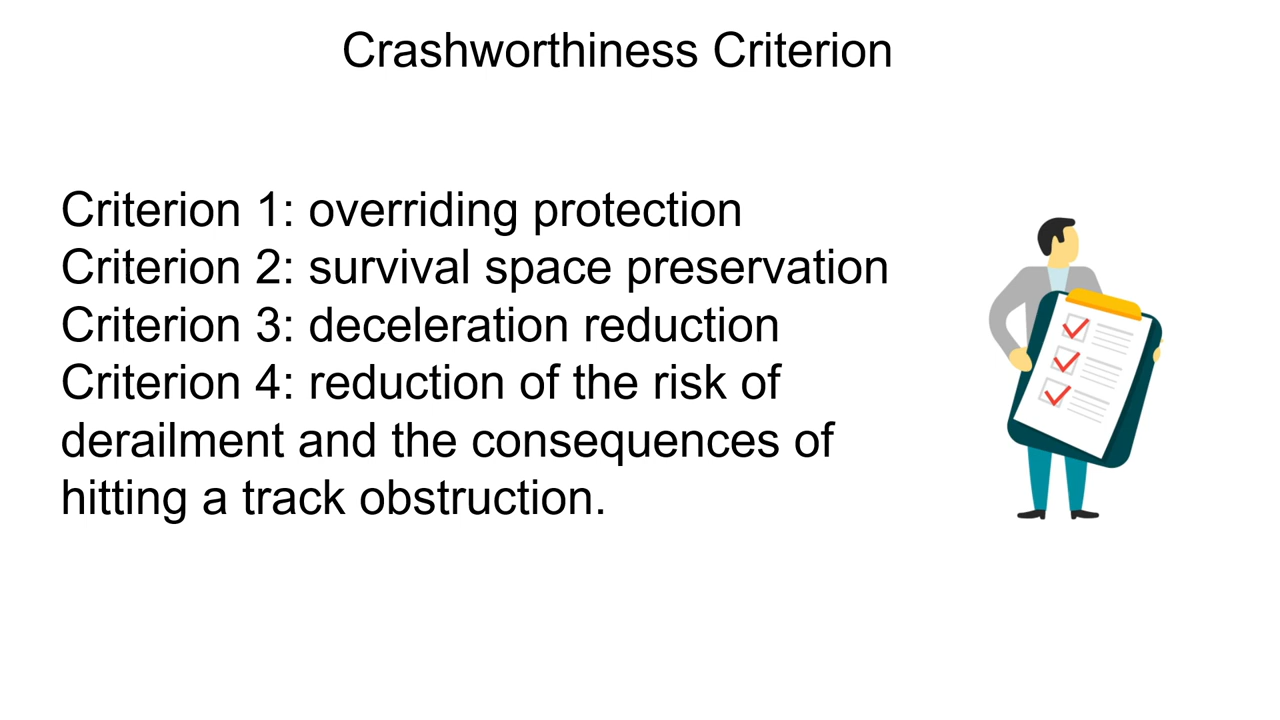 Crashworthiness Criterion
Criterion 1: overriding protection
Criterion 2: survival space preservation
Criterion 3: deceleration reduction
Criterion 4: reduction of the risk of
derailment and the consequences of
hitting a track obstruction.